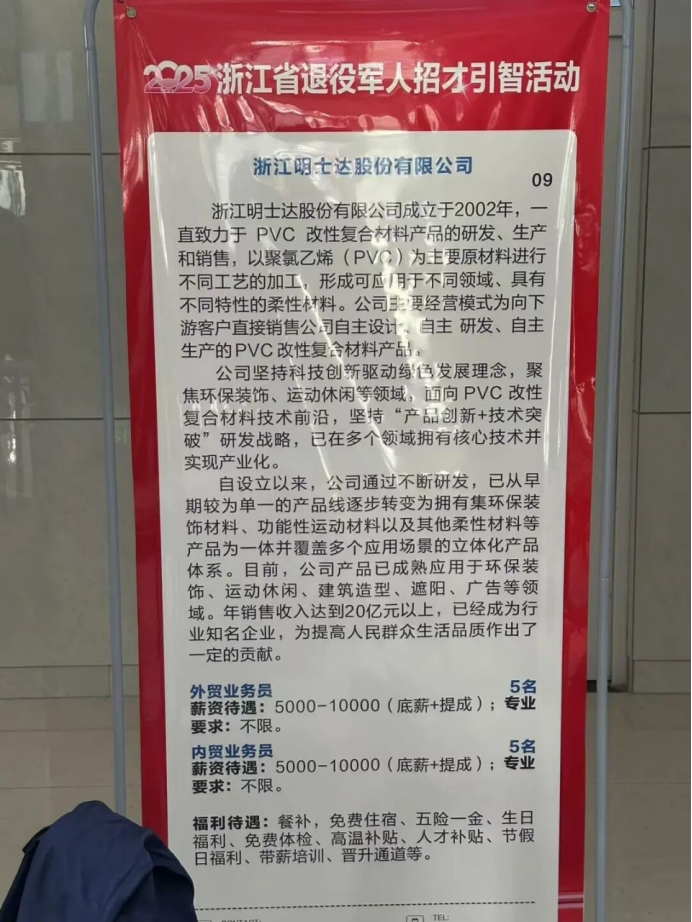 2025浙江省退役军人招才引智活动
浙江明士达股份有限公司
09
浙江明士达股份有限公司成立于2002年，一
直致力于 PVC 改性复合材料产品的研发、生产
和销售，以聚氯乙烯（PVC）为主要原材料进行
不同工艺的加工，形成可应用于不同领域、具有
不同特性的柔性材料。公司主要经营模式为向下
游客户直接销售公司自主设计、自主 研发、自主
生产的PVC改性复合材料产品。
公司坚持科技创新驱动绿色发展理念，聚
焦环保装饰、运动休闲等领域，面向 PVC 改性
复合材料技术前沿，坚持“产品创新+技术突
破”研发战略，已在多个领域拥有核心技术并
实现产业化。
自设立以来，公司通过不断研发，已从早
期较为单一的产品线逐步转变为拥有集环保装
饰材料、功能性运动材料以及其他柔性材料等
产品为一体并覆盖多个应用场景的立体化产品
体系。目前，公司产品已成熟应用于环保装
饰、运动休闲、建筑造型、遮阳、广告等领
域。年销售收入达到20亿元以上，已经成为行
业知名企业，为提高人民群众生活品质作出了
一定的贡献。
外贸业务员 5名
薪资待遇：5000-10000（底薪+提成）；专业
要求：不限。
内贸业务员 5名
薪资待遇：5000-10000（底薪+提成）；专业
要求：不限。
福利待遇：餐补，免费住宿、五险一金、生日
福利、免费体检、高温补贴、人才补贴、节假
日福利、带薪培训、晋升通道等。
CONTACT: TEL: